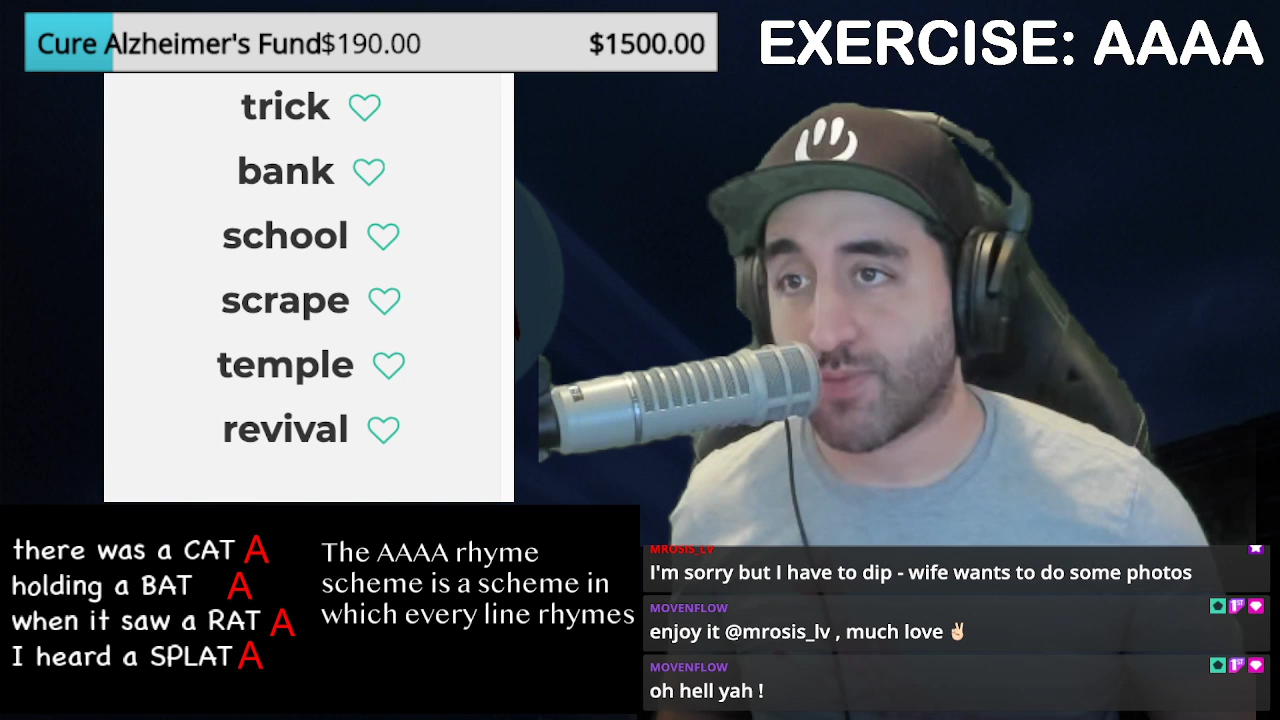 Cure Alzheimer's Fund $190.00 $1500.00
EXERCISE: AAAA
trick
bank
school
scrape
temple
revival
there was a CAT A
holding a BAT A
when it saw a RAT A
I heard a SPLAT A
The AAAA rhyme
scheme is a scheme in
which every line rhymes
MROSIS_LV
I'm sorry but I have to dip - wife wants to do some photos
MOVENFLOW
1ST
enjoy it @mrosis_lv , much love ✌🏻
MOVENFLOW
1ST
oh hell yah !